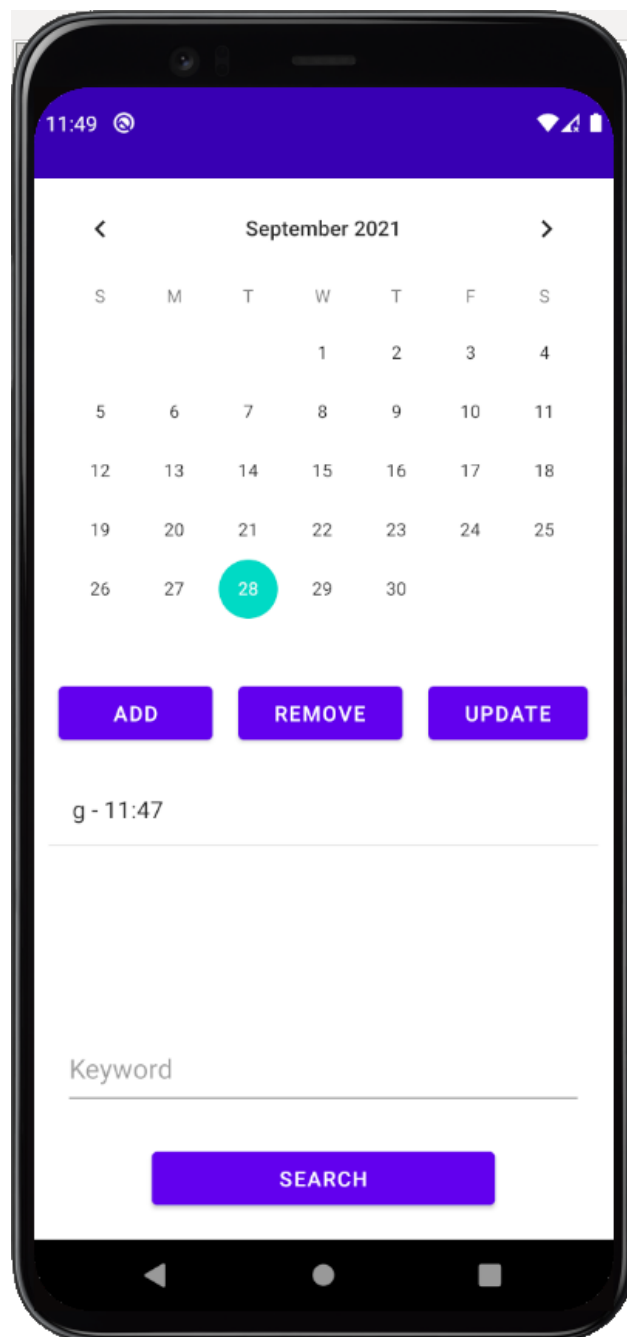 11:49
September 2021
S M T W T F S
1 2 3 4
5 6 7 8 9 10 11
12 13 14 15 16 17 18
19 20 21 22 23 24 25
26 27 28 29 30
ADD REMOVE UPDATE
g - 11:47
Keyword
SEARCH